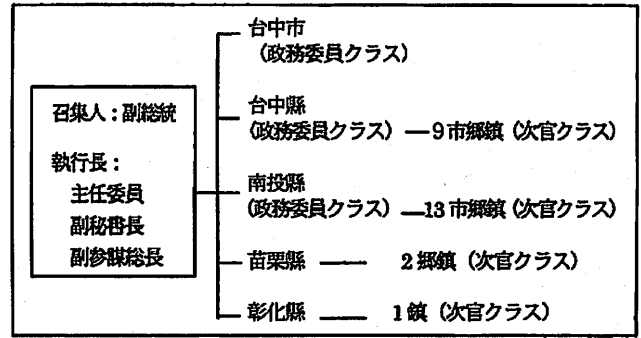 召集人：副総統
執行長：
主任委員
副秘書長
副参謀総長
台中市
（政務委員クラス）
台中縣
（政務委員クラス） ―9市郷鎮（次官クラス）
南投縣
（政務委員クラス） ―13市郷鎮（次官クラス）
苗栗縣 ― 2郷鎮（次官クラス）
彰化縣 ― 1鎮（次官クラス）